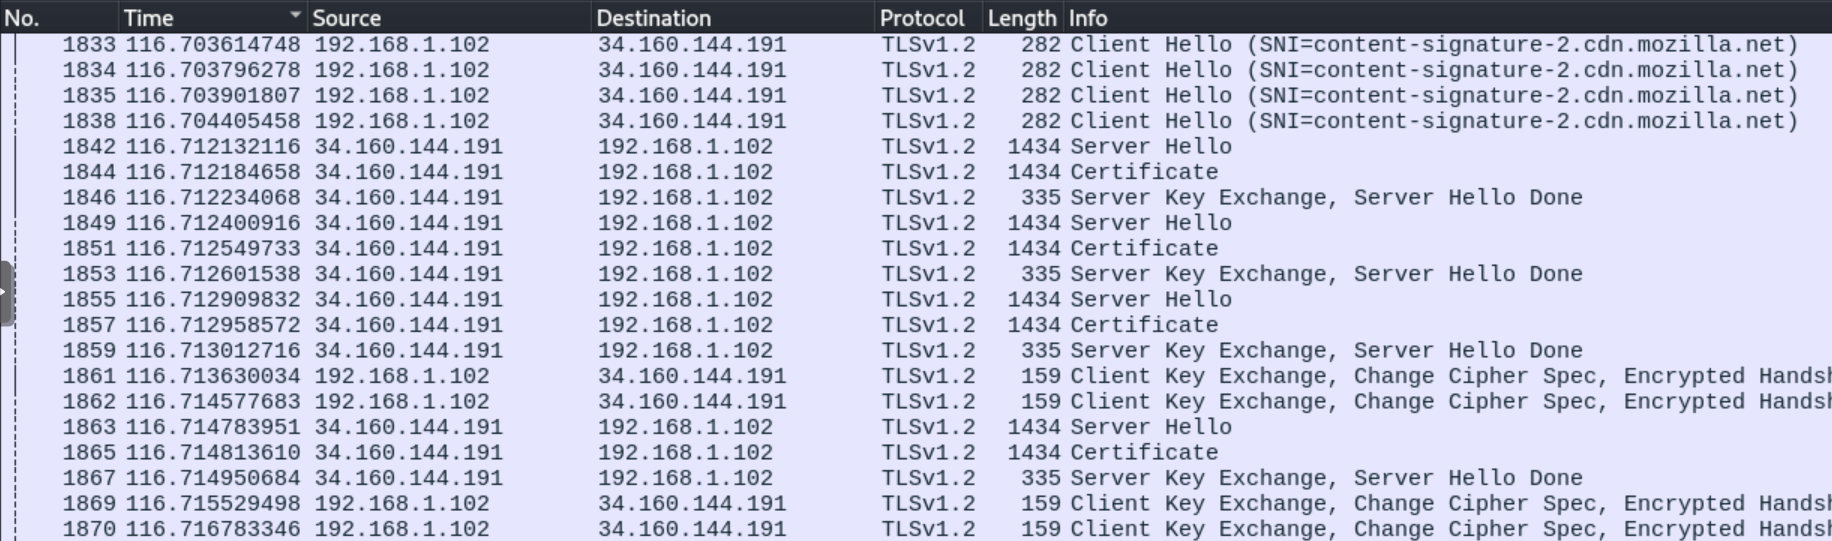 No. Time Source Destination Protocol Length Info
1833 116.703614748 192.168.1.102 34.160.144.191 TLSv1.2 282 Client Hello (SNI=content-signature-2.cdn.mozilla.net)
1834 116.703796278 192.168.1.102 34.160.144.191 TLSv1.2 282 Client Hello (SNI=content-signature-2.cdn.mozilla.net)
1835 116.703901807 192.168.1.102 34.160.144.191 TLSv1.2 282 Client Hello (SNI=content-signature-2.cdn.mozilla.net)
1838 116.704405458 192.168.1.102 34.160.144.191 TLSv1.2 282 Client Hello (SNI=content-signature-2.cdn.mozilla.net)
1842 116.712132116 34.160.144.191 192.168.1.102 TLSv1.2 1434 Server Hello
1844 116.712184658 34.160.144.191 192.168.1.102 TLSv1.2 1434 Certificate
1846 116.712234068 34.160.144.191 192.168.1.102 TLSv1.2 335 Server Key Exchange, Server Hello Done
1849 116.712400916 34.160.144.191 192.168.1.102 TLSv1.2 1434 Server Hello
1851 116.712549733 34.160.144.191 192.168.1.102 TLSv1.2 1434 Certificate
1853 116.712601538 34.160.144.191 192.168.1.102 TLSv1.2 335 Server Key Exchange, Server Hello Done
1855 116.712909832 34.160.144.191 192.168.1.102 TLSv1.2 1434 Server Hello
1857 116.712958572 34.160.144.191 192.168.1.102 TLSv1.2 1434 Certificate
1859 116.713012716 34.160.144.191 192.168.1.102 TLSv1.2 335 Server Key Exchange, Server Hello Done
1861 116.713630034 192.168.1.102 34.160.144.191 TLSv1.2 159 Client Key Exchange, Change Cipher Spec, Encrypted Handsh
1862 116.714577683 192.168.1.102 34.160.144.191 TLSv1.2 159 Client Key Exchange, Change Cipher Spec, Encrypted Handsh
1863 116.714783951 34.160.144.191 192.168.1.102 TLSv1.2 1434 Server Hello
1865 116.714813610 34.160.144.191 192.168.1.102 TLSv1.2 1434 Certificate
1867 116.714950684 34.160.144.191 192.168.1.102 TLSv1.2 335 Server Key Exchange, Server Hello Done
1869 116.715529498 192.168.1.102 34.160.144.191 TLSv1.2 159 Client Key Exchange, Change Cipher Spec, Encrypted Handsh
1870 116.716783346 192.168.1.102 34.160.144.191 TLSv1.2 159 Client Key Exchange, Change Cipher Spec, Encrypted Handsh